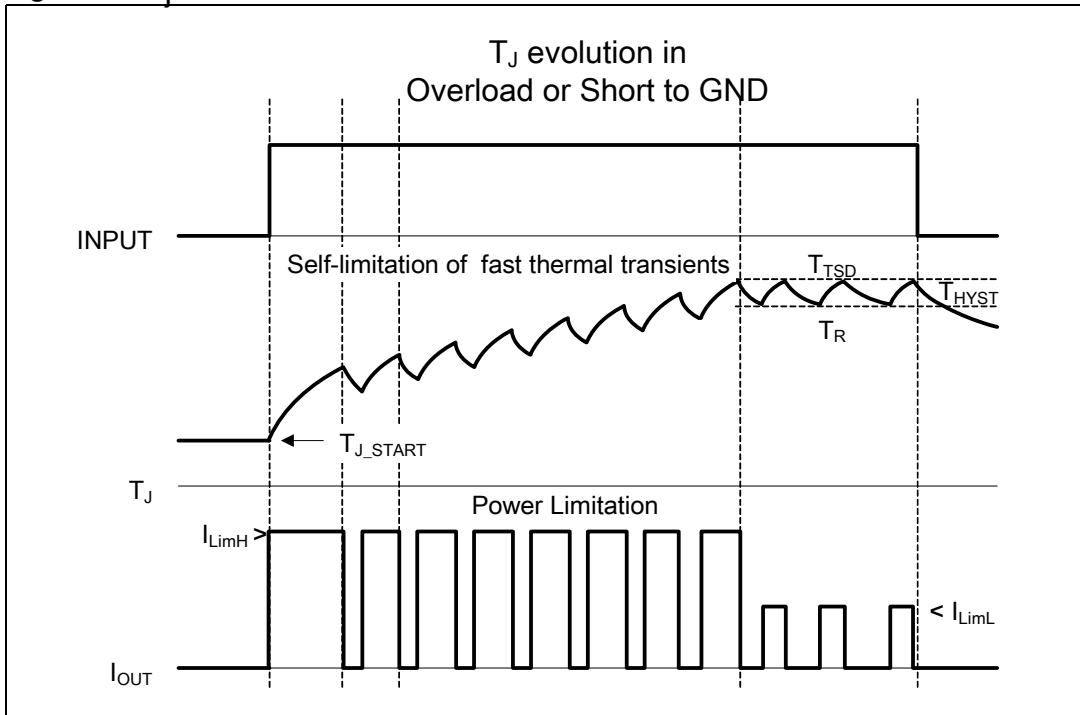 T_J evolution in
Overload or Short to GND
INPUT
Self-limitation of fast thermal transients
T_TSD
T_HYST
T_R
T_J_START
T_J
Power Limitation
I_LimH >
< I_LimL
I_OUT